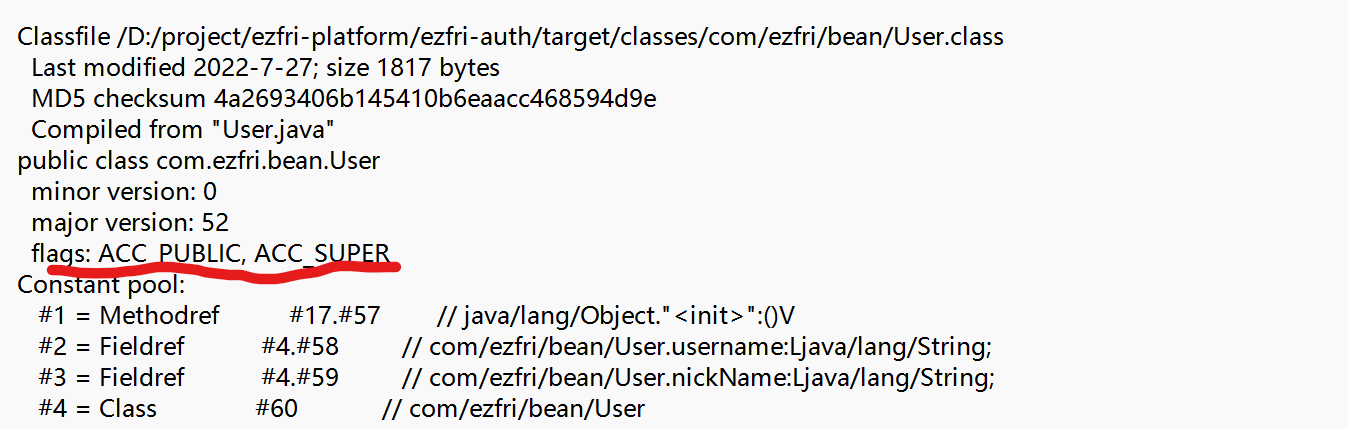 Classfile /D:/project/ezfri-platform/ezfri-auth/target/classes/com/ezfri/bean/User.class
Last modified 2022-7-27; size 1817 bytes
MD5 checksum 4a2693406b145410b6eaacc468594d9e
Compiled from "User.java"
public class com.ezfri.bean.User
minor version: 0
major version: 52
flags: ACC_PUBLIC, ACC_SUPER
Constant pool:
#1 = Methodref #17.#57 // java/lang/Object."<init>":()V
#2 = Fieldref #4.#58 // com/ezfri/bean/User.username:Ljava/lang/String;
#3 = Fieldref #4.#59 // com/ezfri/bean/User.nickName:Ljava/lang/String;
#4 = Class #60 // com/ezfri/bean/User